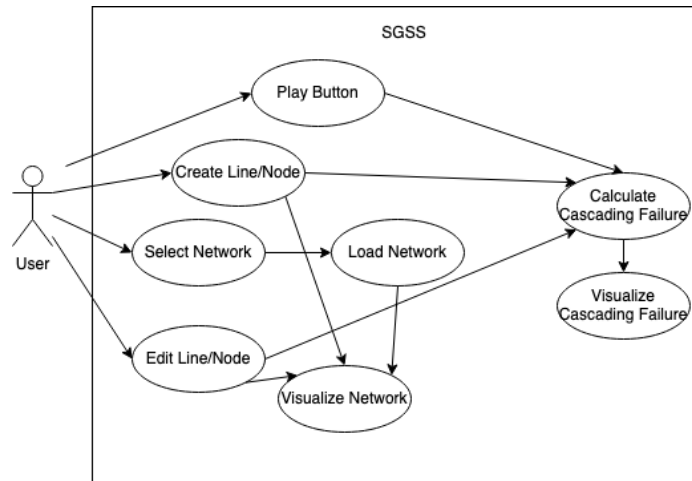 SGSS
Play Button
Create Line/Node
Calculate
Cascading Failure
Select Network
Load Network
User
Visualize
Cascading Failure
Edit Line/Node
Visualize Network